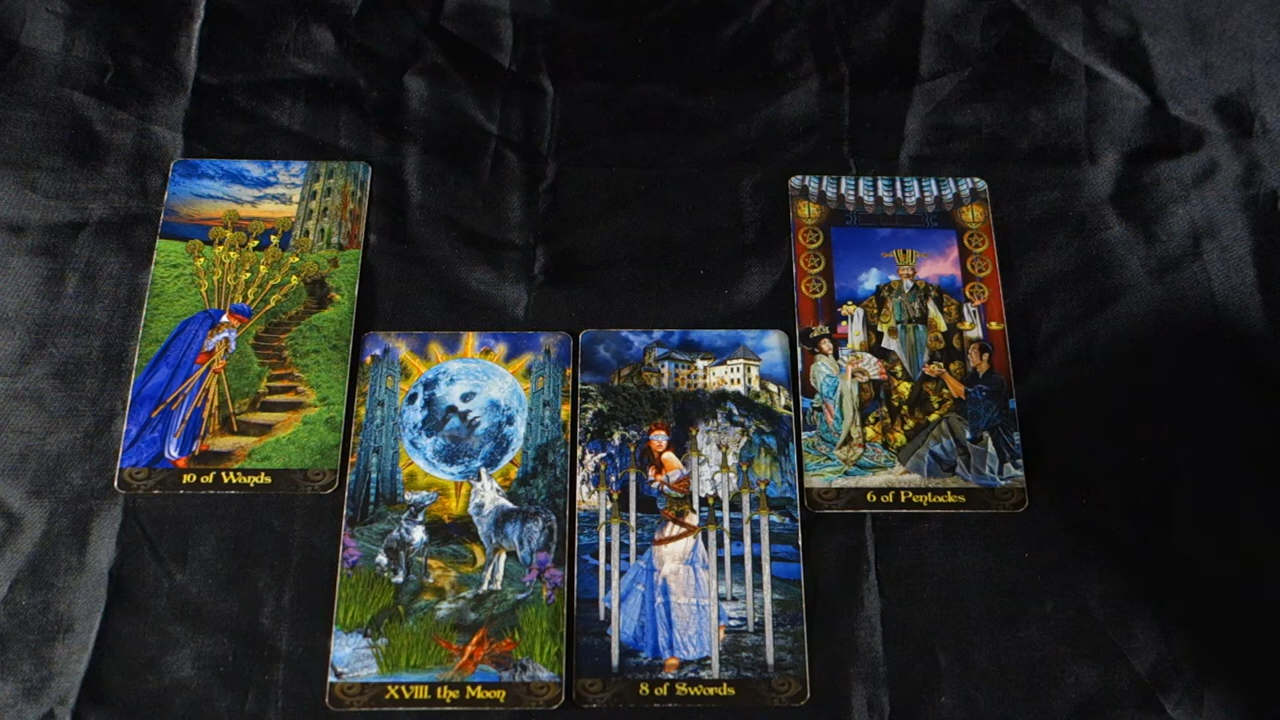 10 of Wands
XVIII. the Moon
8 of Swords
6 of Pentacles